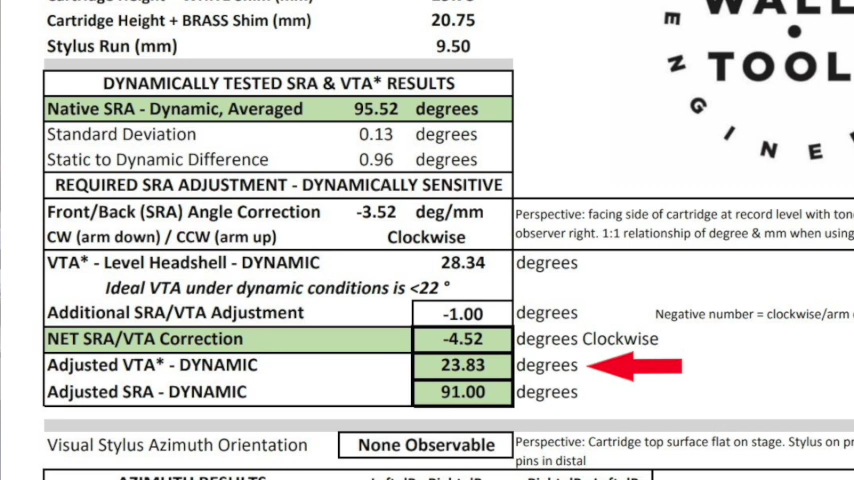 Cartridge Height + BRASS Shim (mm) 20.75
Stylus Run (mm) 9.50
DYNAMICALLY TESTED SRA & VTA* RESULTS
Native SRA - Dynamic, Averaged 95.52 degrees
Standard Deviation 0.13 degrees
Static to Dynamic Difference 0.96 degrees
REQUIRED SRA ADJUSTMENT - DYNAMICALLY SENSITIVE
Front/Back (SRA) Angle Correction -3.52 deg/mm
Perspective: facing side of cartridge at record level with
CW (arm down) / CCW (arm up) Clockwise
observer right. 1:1 relationship of degree & mm when using
VTA* - Level Headshell - DYNAMIC 28.34 degrees
Ideal VTA under dynamic conditions is <22 °
Additional SRA/VTA Adjustment -1.00 degrees Negative number = clockwise/arm
NET SRA/VTA Correction -4.52 degrees Clockwise
Adjusted VTA* - DYNAMIC 23.83 degrees
Adjusted SRA - DYNAMIC 91.00 degrees
Visual Stylus Azimuth Orientation None Observable
Perspective: Cartridge top surface flat on stage. Stylus on
pins in distal
AZIMUTH RESULTS
WALL
TOOL
E N G I N E